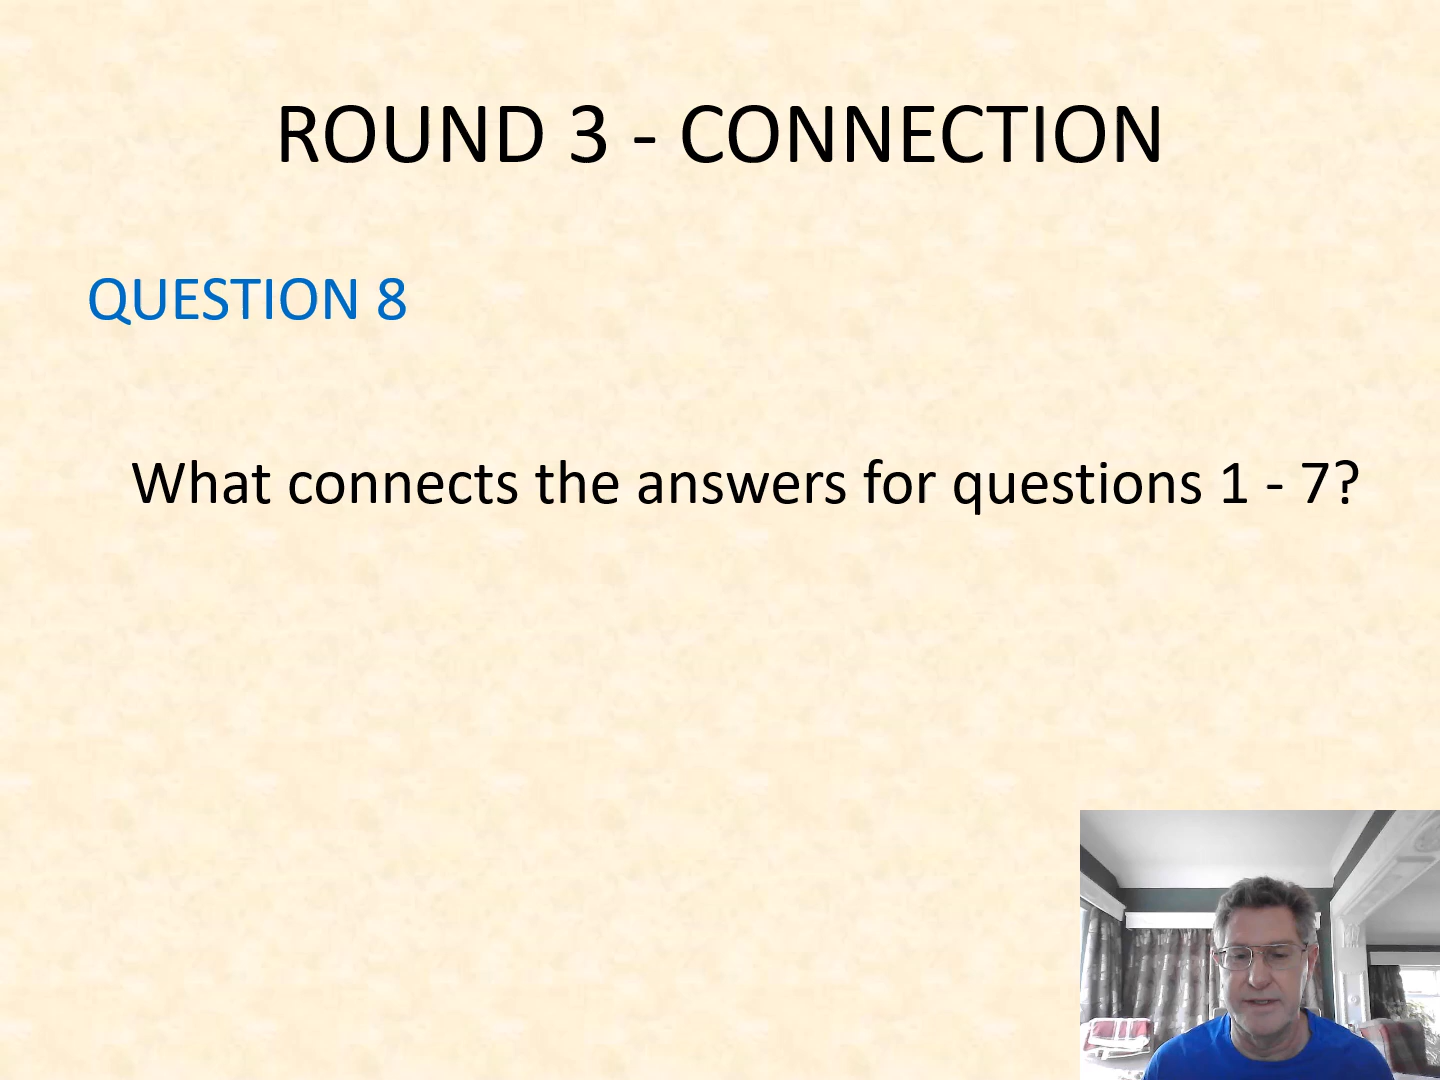 ROUND 3 - CONNECTION
QUESTION 8
What connects the answers for questions 1 - 7?